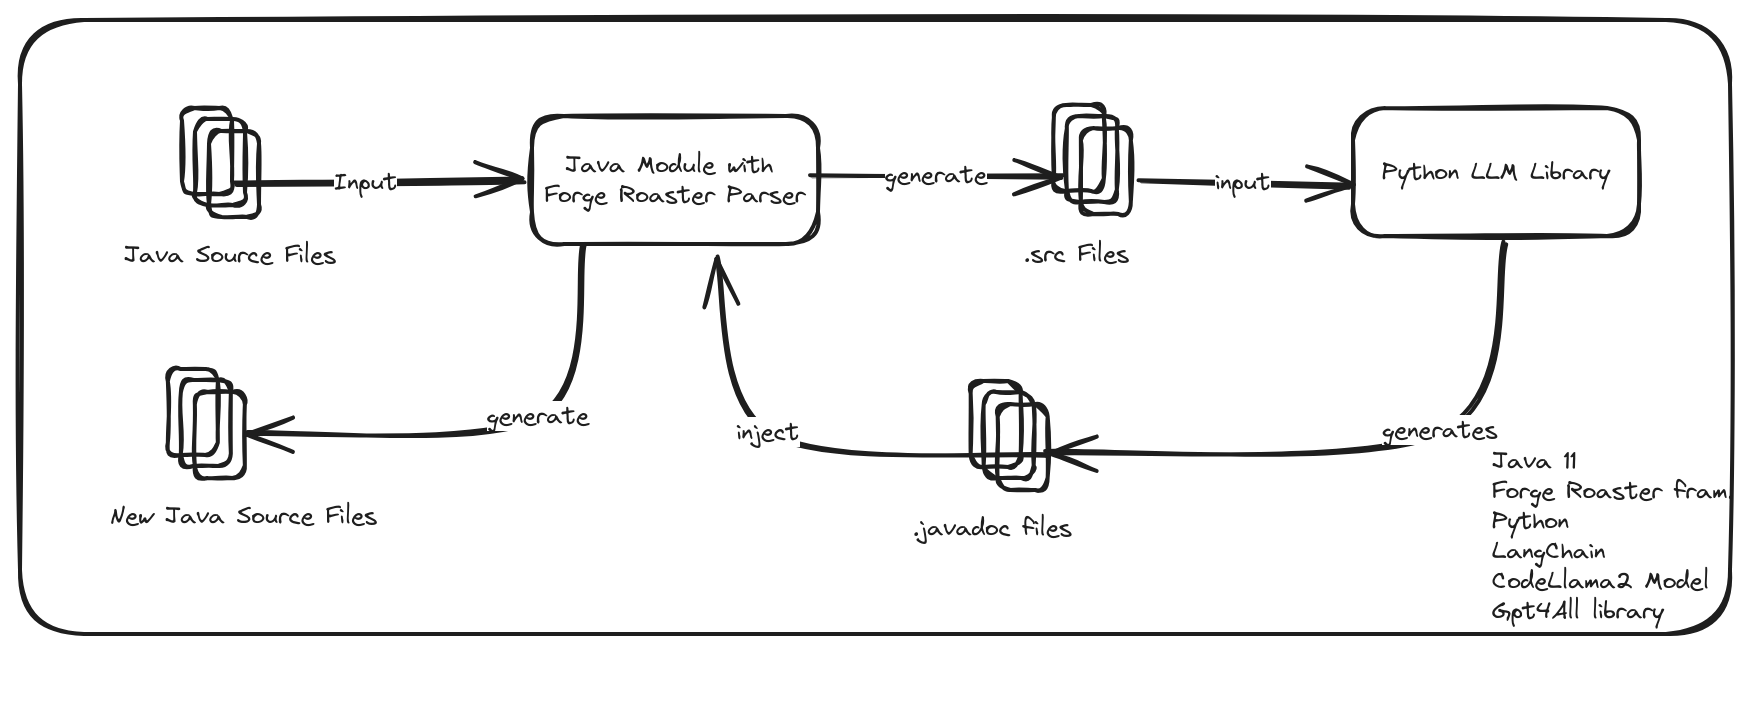 Input
Java Module with
Forge Roaster Parser
generate
input
Python LLM Library
Java Source Files
.src Files
generate
inject
generates
Java 11
Forge Roaster fram
Python
LangChain
CodeLlama2 Model
Gpt4All library
New Java Source Files
.javadoc files